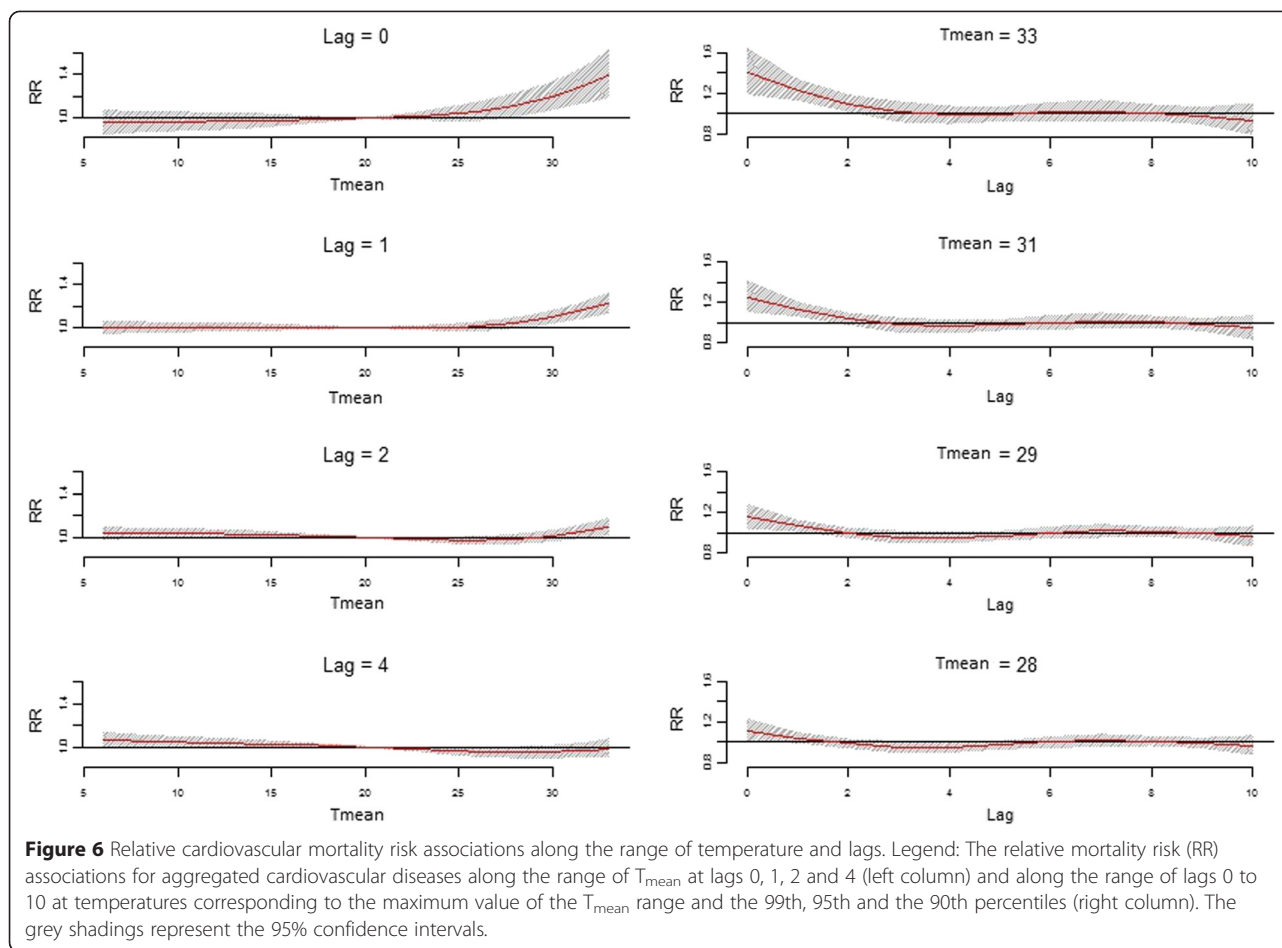 Lag = 0
RR
1.0 1.4
5 10 15 20 25 30
Tmean
Tmean = 33
RR
0.8 1.2 1.6
0 2 4 6 8 10
Lag
Lag = 1
RR
1.0 1.4
5 10 15 20 25 30
Tmean
Tmean = 31
RR
0.8 1.2 1.6
0 2 4 6 8 10
Lag
Lag = 2
RR
1.0 1.4
5 10 15 20 25 30
Tmean
Tmean = 29
RR
0.8 1.2 1.6
0 2 4 6 8 10
Lag
Lag = 4
RR
1.0 1.4
5 10 15 20 25 30
Tmean
Tmean = 28
RR
0.8 1.2 1.6
0 2 4 6 8 10
Lag
Figure 6 Relative cardiovascular mortality risk associations along the range of temperature and lags. Legend: The relative mortality risk (RR)
associations for aggregated cardiovascular diseases along the range of Tmean at lags 0, 1, 2 and 4 (left column) and along the range of lags 0 to
10 at temperatures corresponding to the maximum value of the Tmean range and the 99th, 95th and the 90th percentiles (right column). The
grey shadings represent the 95% confidence intervals.